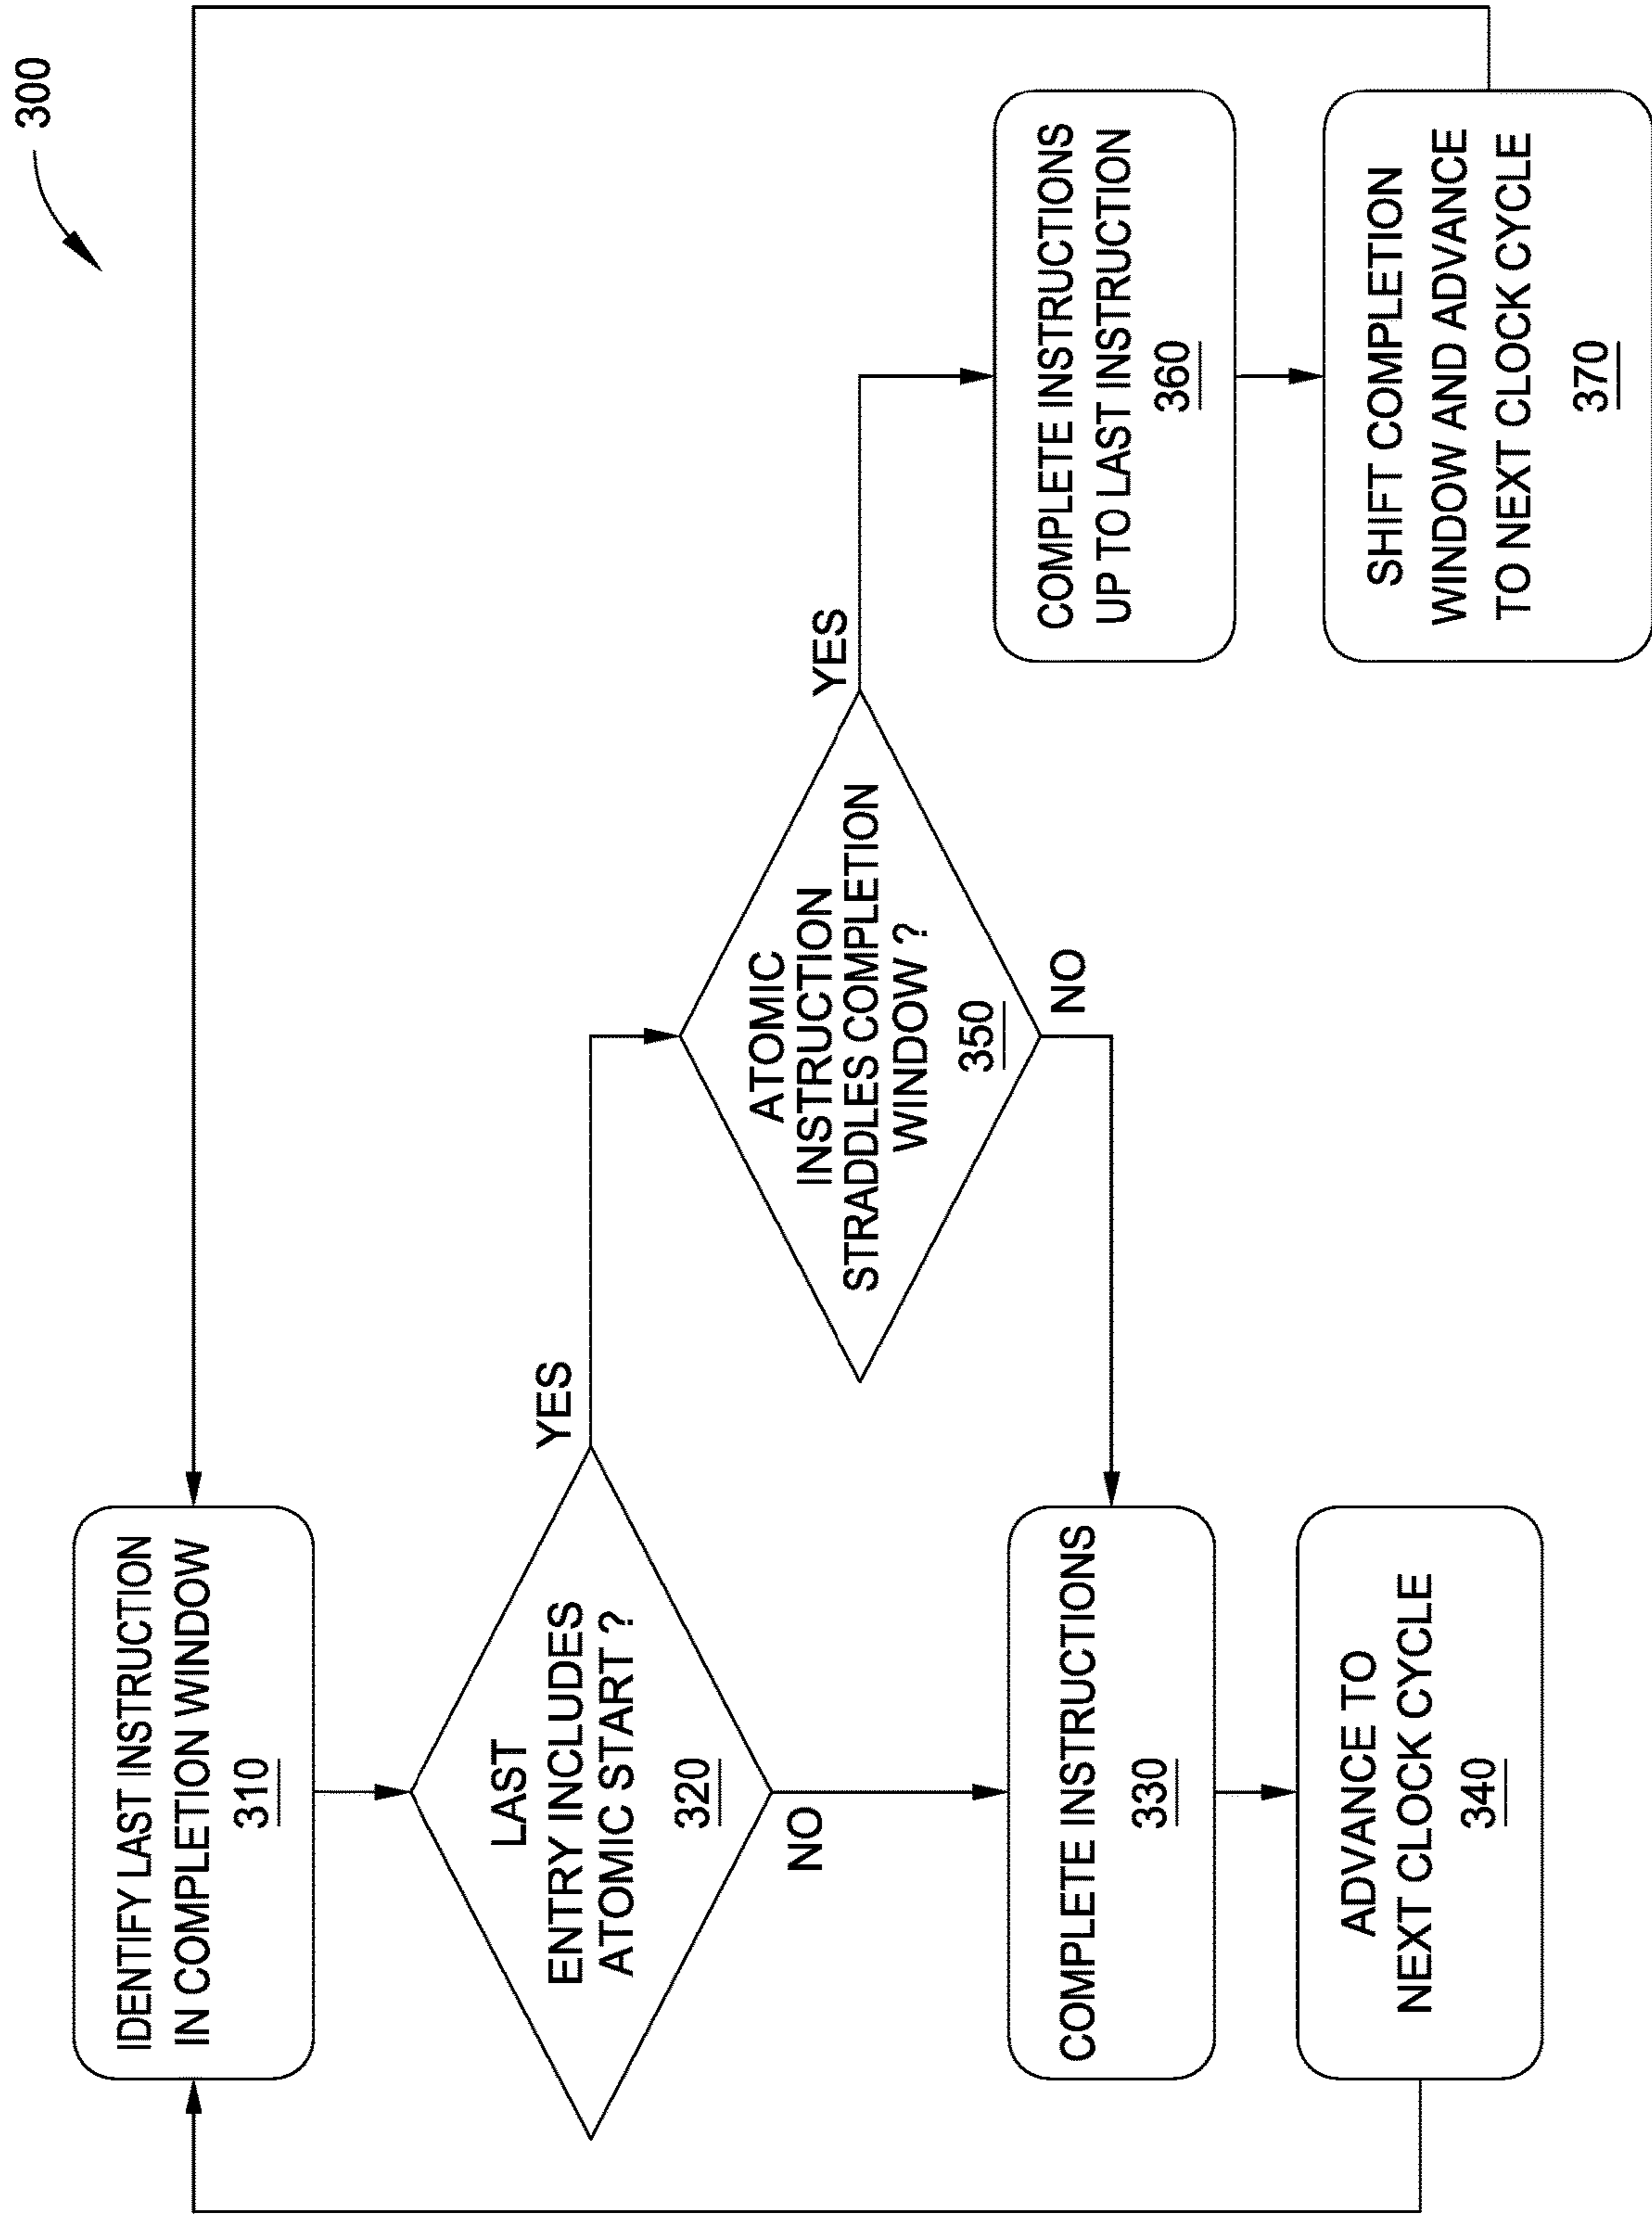 300
IDENTIFY LAST INSTRUCTION
IN COMPLETION WINDOW
310
LAST
ENTRY INCLUDES
ATOMIC START ?
320
YES
NO
ATOMIC
INSTRUCTION
STRADDLES COMPLETION
WINDOW ?
350
YES
NO
COMPLETE INSTRUCTIONS
330
ADVANCE TO
NEXT CLOCK CYCLE
340
COMPLETE INSTRUCTIONS
UP TO LAST INSTRUCTION
360
SHIFT COMPLETION
WINDOW AND ADVANCE
TO NEXT CLOCK CYCLE
370